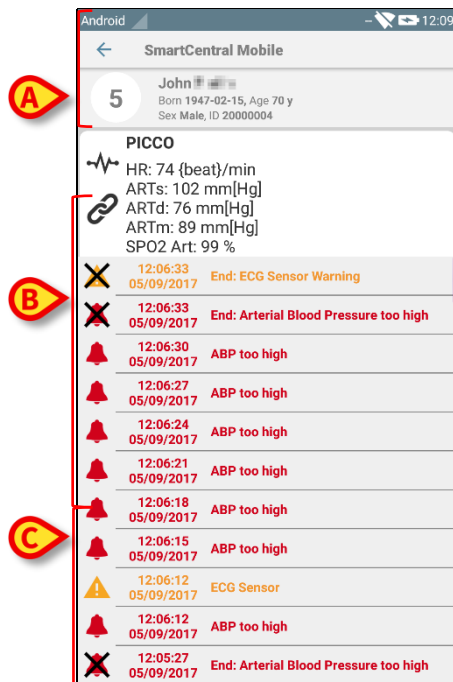 Android
12:09
SmartCentral Mobile
5
John
Born 1947-02-15, Age 70 y
Sex Male, ID 20000004
A
PICCO
HR: 74 {beat}/min
ARTs: 102 mm[Hg]
ARTd: 76 mm[Hg]
ARTm: 89 mm[Hg]
SPO2 Art: 99 %
B
12:06:33
05/09/2017
End: ECG Sensor Warning
12:06:33
05/09/2017
End: Arterial Blood Pressure too high
12:06:30
05/09/2017
ABP too high
12:06:27
05/09/2017
ABP too high
12:06:24
05/09/2017
ABP too high
12:06:21
05/09/2017
ABP too high
12:06:18
05/09/2017
ABP too high
C
12:06:15
05/09/2017
ABP too high
12:06:12
05/09/2017
ECG Sensor
12:06:12
05/09/2017
ABP too high
12:05:27
05/09/2017
End: Arterial Blood Pressure too high